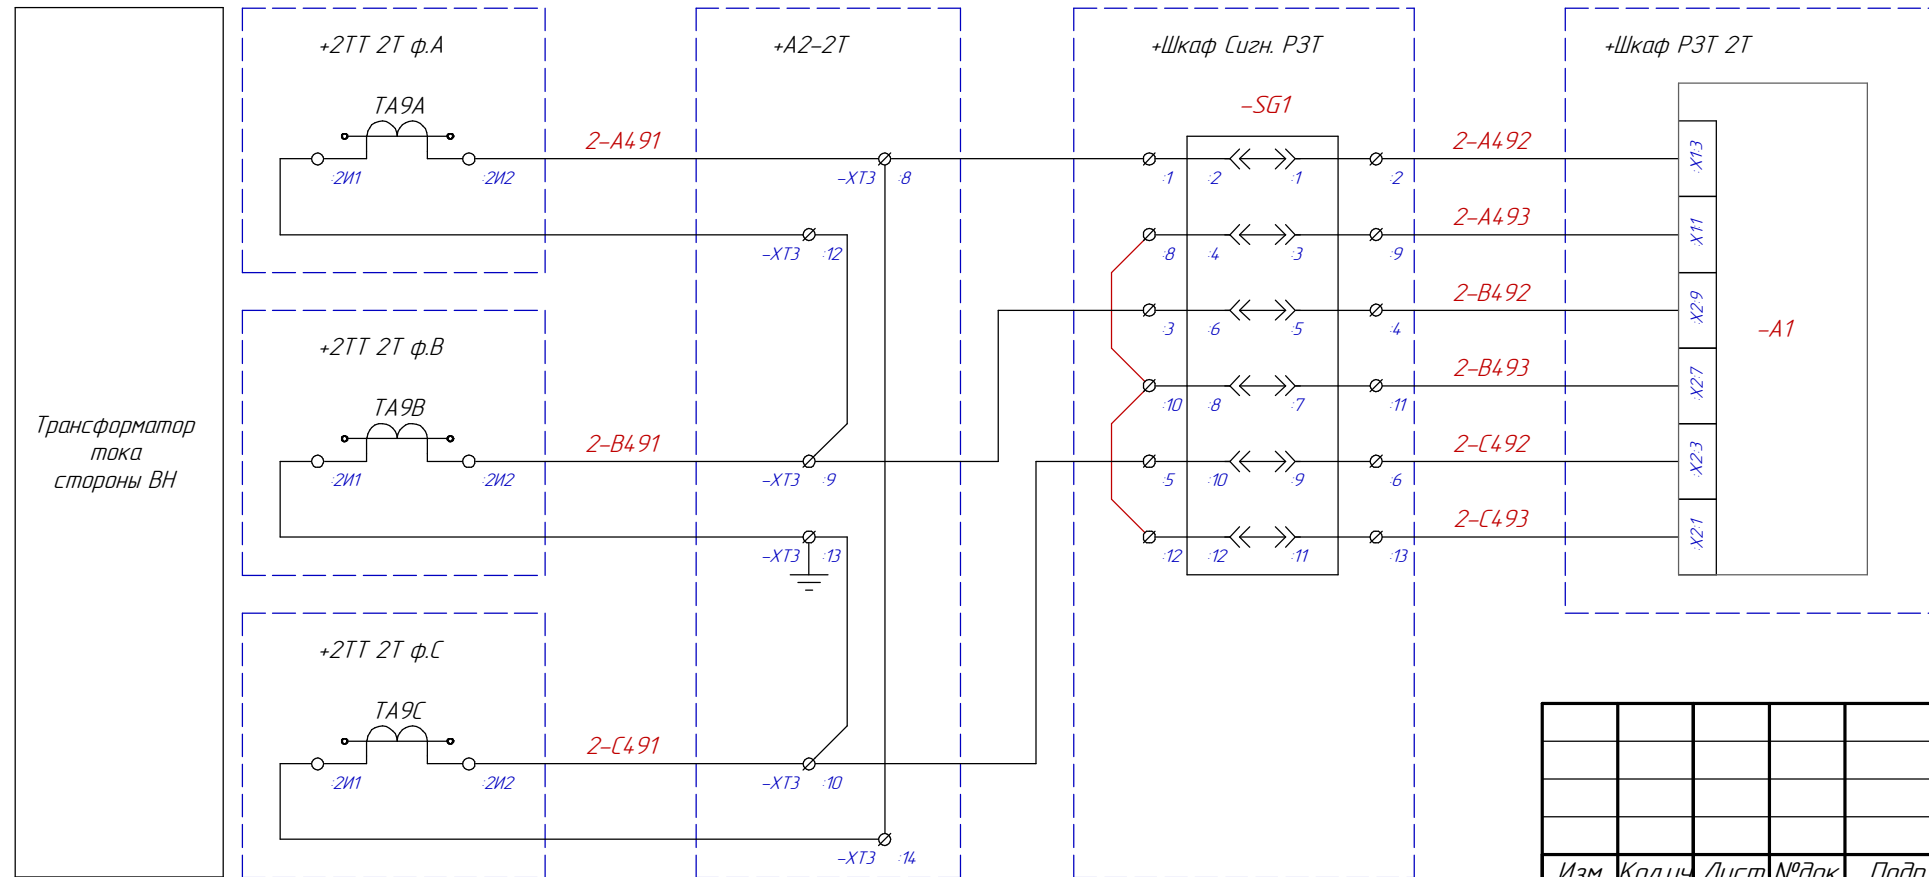 +2ТТ 2Т ф.А
+А2-2Т
+Шкаф Сигн. РЗТ
+Шкаф РЗТ 2Т
ТА9А
-SG1
2-А491
2-А492
:Х1:3
:2И1
:2И2
-ХТ3 :8
:1
:2
:1
:2
2-А493
:Х1:1
-ХТ3 :12
:8
:4
:3
:9
+2ТТ 2Т ф.В
2-В492
:Х2:9
-А1
:3
:6
:5
:4
2-В493
:Х2:7
ТА9В
:10
:8
:7
:11
Трансформатор
тока
стороны ВН
2-В491
2-С492
:Х2:3
:2И1
:2И2
-ХТ3 :9
:5
:10
:9
:6
2-С493
:Х2:1
-ХТ3 :13
:12
:12
:11
:13
+2ТТ 2Т ф.С
ТА9С
2-С491
:2И1
:2И2
-ХТ3 :10
-ХТ3 :14
Изм. Кол.уч Лист №док